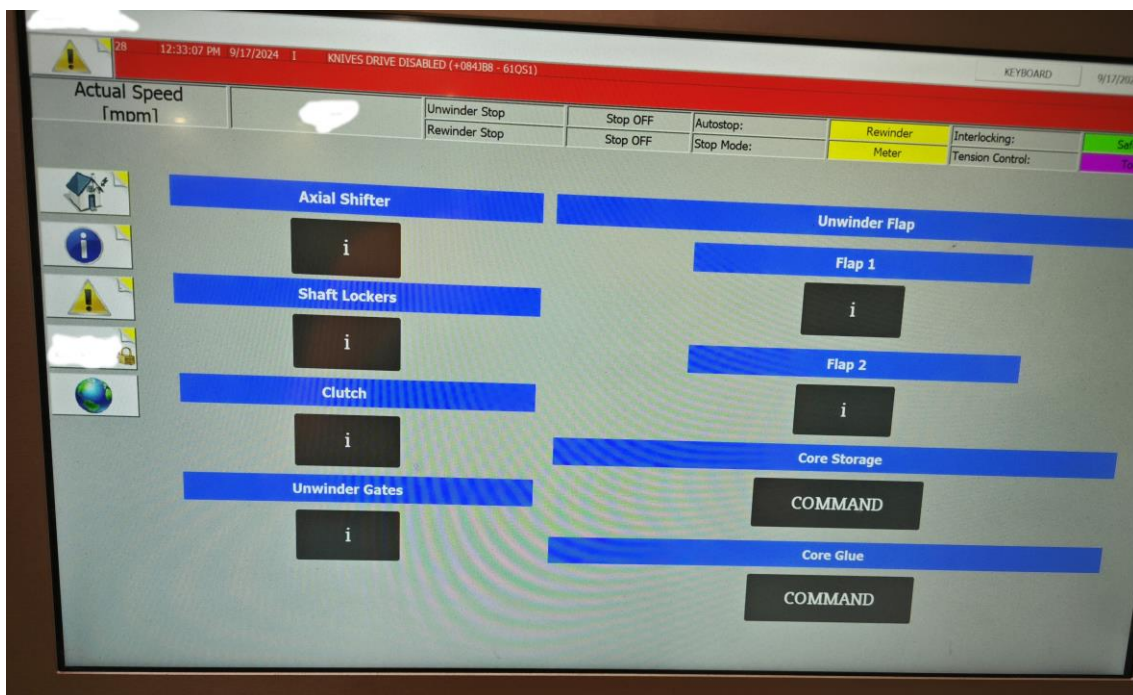 28 12:33:07 PM 9/17/2024 I KNIVES DRIVE DISABLED (+084JB8 - 61QS1)
KEYBOARD
Actual Speed
[mpm]
Unwinder Stop Stop OFF Autostop: Rewinder Interlocking:
Rewinder Stop Stop OFF Stop Mode: Meter Tension Control:
Axial Shifter
i
Unwinder Flap
Flap 1
i
Shaft Lockers
i
Flap 2
i
Clutch
i
Core Storage
COMMAND
Unwinder Gates
i
Core Glue
COMMAND